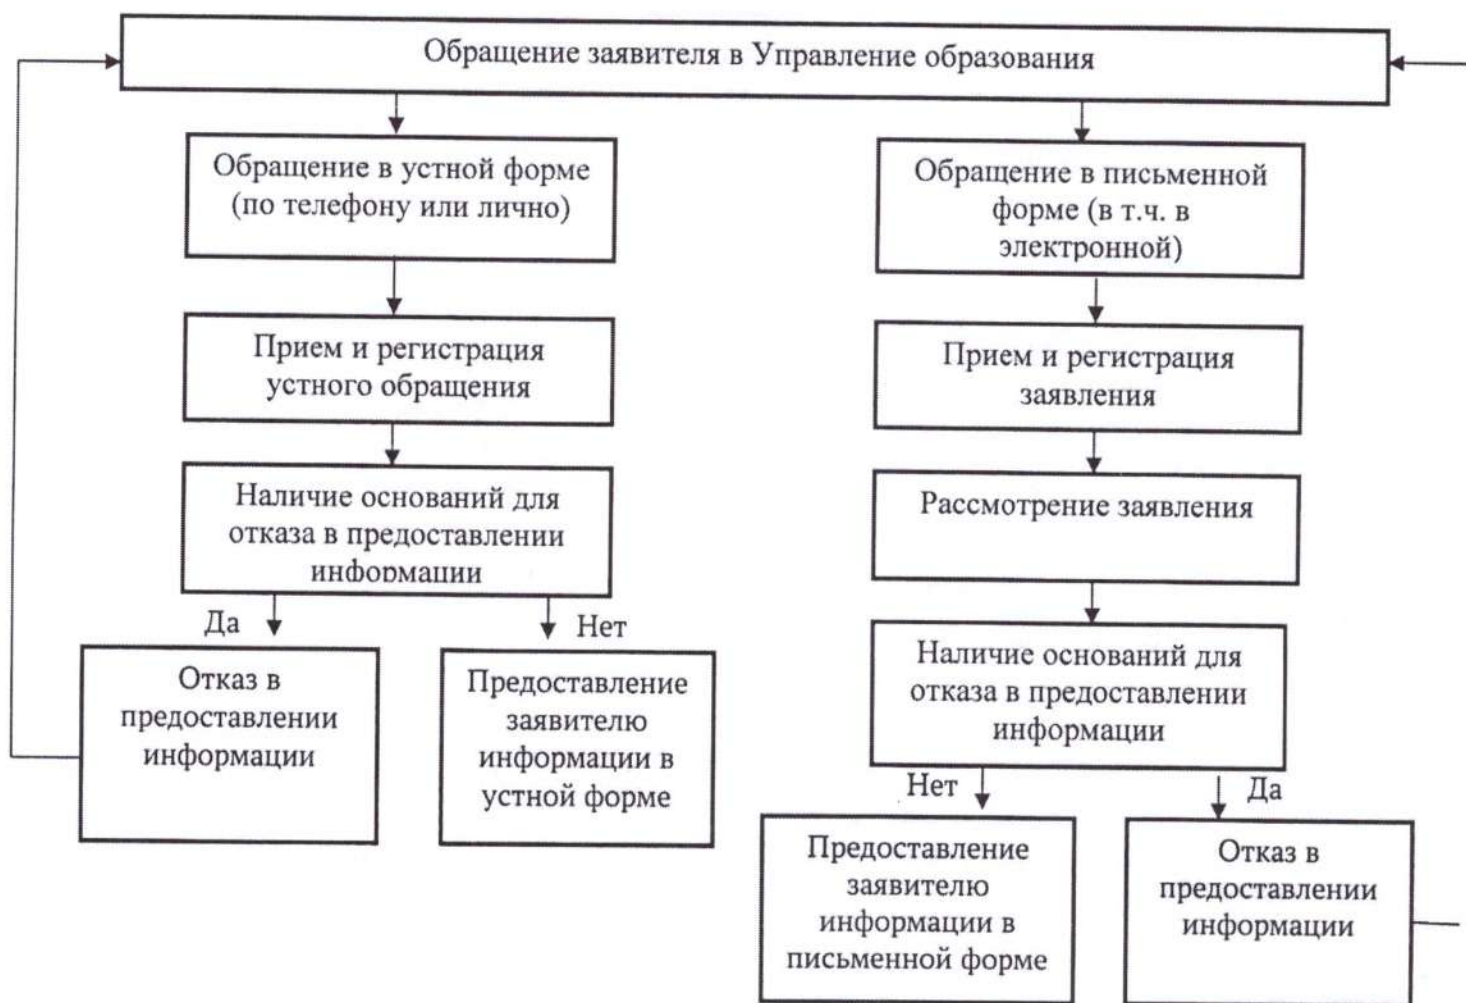 Обращение заявителя в Управление образования
Обращение в устной форме
(по телефону или лично)
Прием и регистрация
устного обращения
Наличие оснований для
отказа в предоставлении
информации
Да
Нет
Отказ в
предоставлении
информации
Предоставление
заявителю
информации в
устной форме
Обращение в письменной
форме (в т.ч. в
электронной)
Прием и регистрация
заявления
Рассмотрение заявления
Наличие оснований для
отказа в предоставлении
информации
Нет
Да
Предоставление
заявителю
информации в
письменной форме
Отказ в
предоставлении
информации